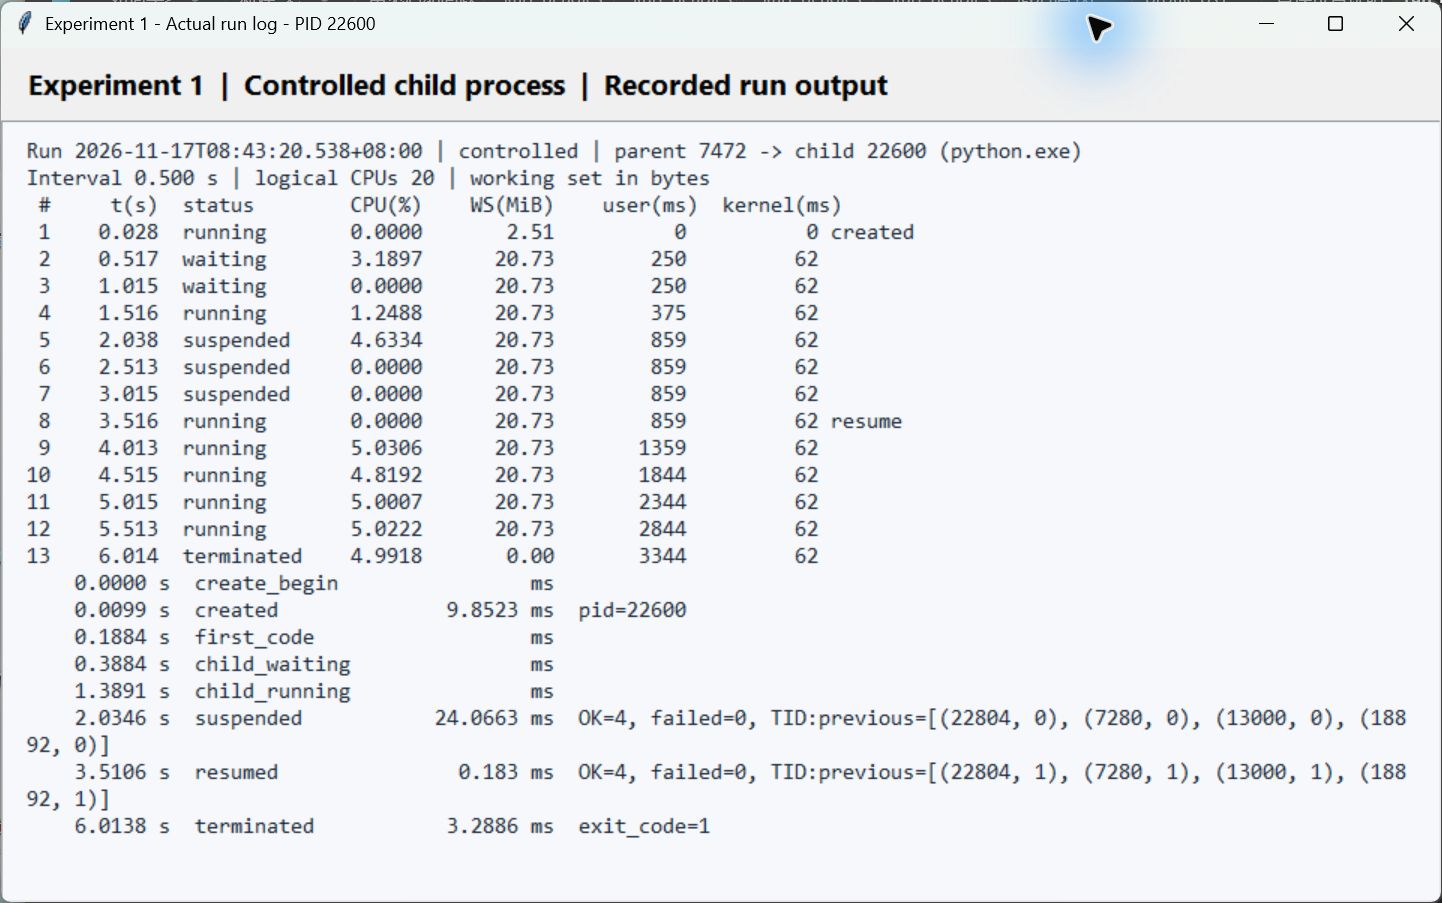 Experiment 1 - Actual run log - PID 22600
Experiment 1 | Controlled child process | Recorded run output
Run 2026-11-17T08:43:20.538+08:00 | controlled | parent 7472 -> child 22600 (python.exe)
Interval 0.500 s | logical CPUs 20 | working set in bytes
# t(s) status CPU(%) WS(MiB) user(ms) kernel(ms)
1 0.028 running 0.0000 2.51 0 0 created
2 0.517 waiting 3.1897 20.73 250 62
3 1.015 waiting 0.0000 20.73 250 62
4 1.516 running 1.2488 20.73 375 62
5 2.038 suspended 4.6334 20.73 859 62
6 2.513 suspended 0.0000 20.73 859 62
7 3.015 suspended 0.0000 20.73 859 62
8 3.516 running 0.0000 20.73 859 62 resume
9 4.013 running 5.0306 20.73 1359 62
10 4.515 running 4.8192 20.73 1844 62
11 5.015 running 5.0007 20.73 2344 62
12 5.513 running 5.0222 20.73 2844 62
13 6.014 terminated 4.9918 0.00 3344 62
0.0000 s create_begin ms
0.0099 s created 9.8523 ms pid=22600
0.1884 s first_code ms
0.3884 s child_waiting ms
1.3891 s child_running ms
2.0346 s suspended 24.0663 ms OK=4, failed=0, TID:previous=[(22804, 0), (7280, 0), (13000, 0), (188
92, 0)]
3.5106 s resumed 0.183 ms OK=4, failed=0, TID:previous=[(22804, 1), (7280, 1), (13000, 1), (188
92, 1)]
6.0138 s terminated 3.2886 ms exit_code=1